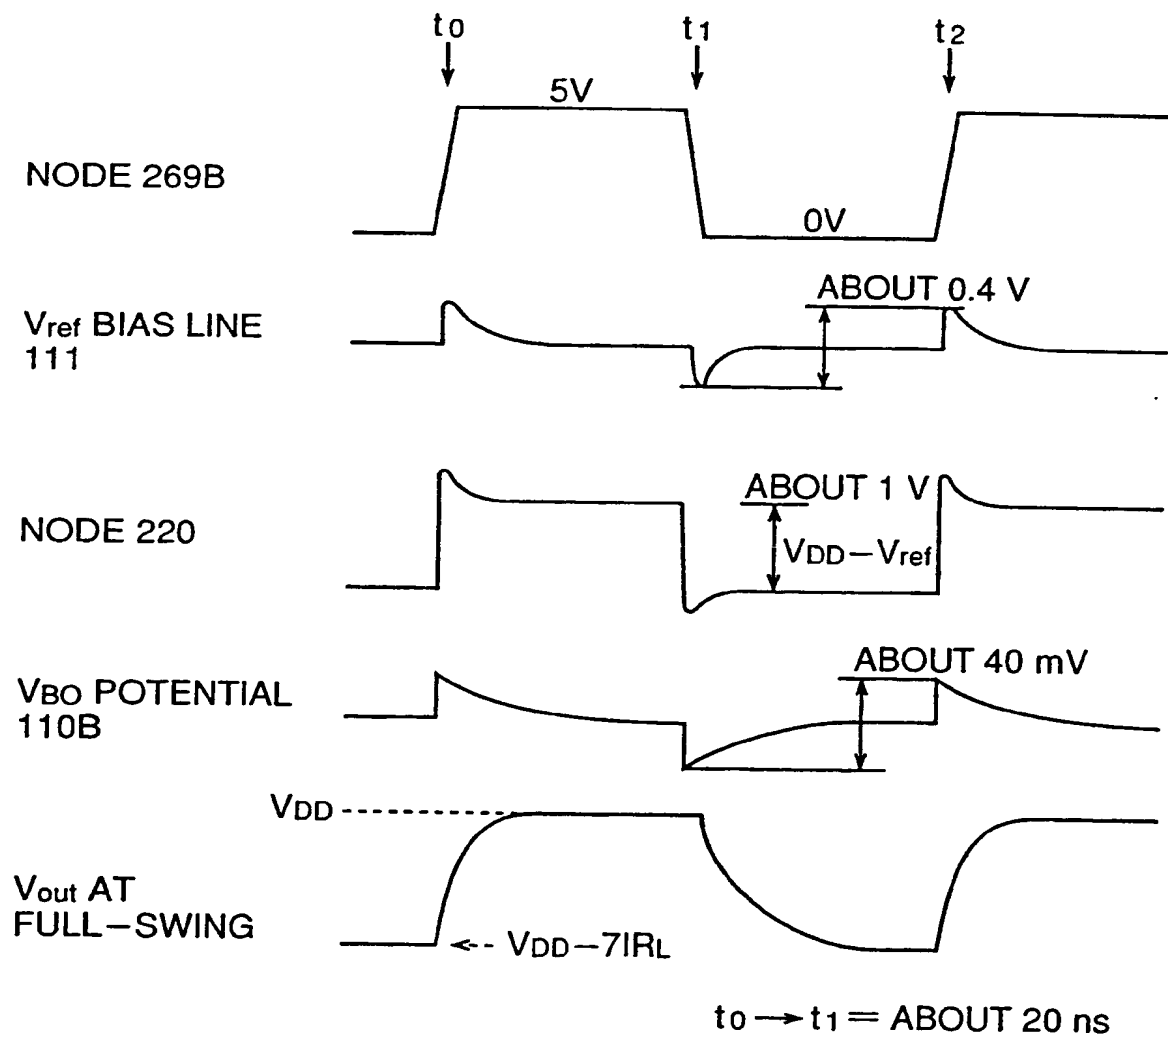 t0 t1 t2
5V
NODE 269B
0V
ABOUT 0.4 V
Vref BIAS LINE
111
ABOUT 1 V
NODE 220
VDD−Vref
ABOUT 40 mV
VBO POTENTIAL
110B
VDD
Vout AT
FULL−SWING
VDD−7IRL
t0 → t1 = ABOUT 20 ns